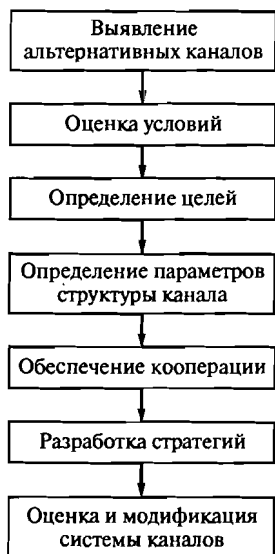 Выявление
альтернативных каналов
Оценка условий
Определение целей
Определение параметров
структуры канала
Обеспечение кооперации
Разработка стратегий
Оценка и модификация
системы каналов